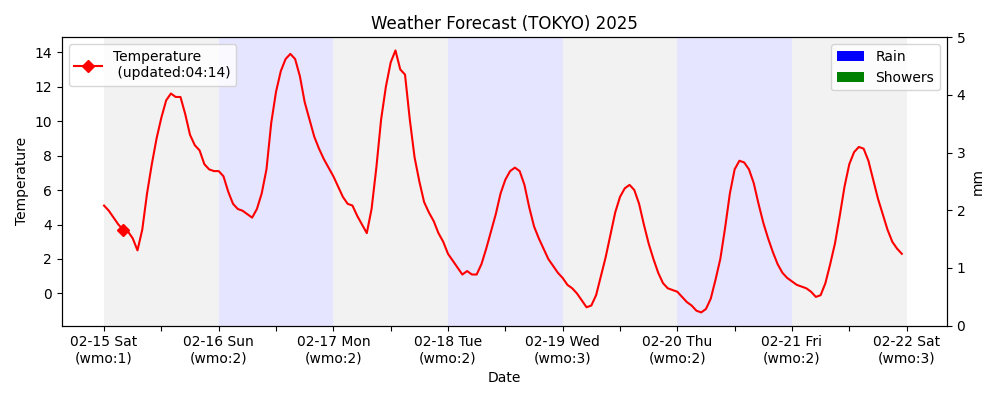 Weather Forecast (TOKYO) 2025
Temperature
(updated:04:14)
Rain
Showers
14
12
10
8
6
4
2
0
Temperature
5
4
3
2
1
0
mm
02-15 Sat 02-16 Sun 02-17 Mon 02-18 Tue 02-19 Wed 02-20 Thu 02-21 Fri 02-22 Sat
(wmo:1) (wmo:2) (wmo:2) (wmo:2) (wmo:3) (wmo:2) (wmo:2) (wmo:3)
Date